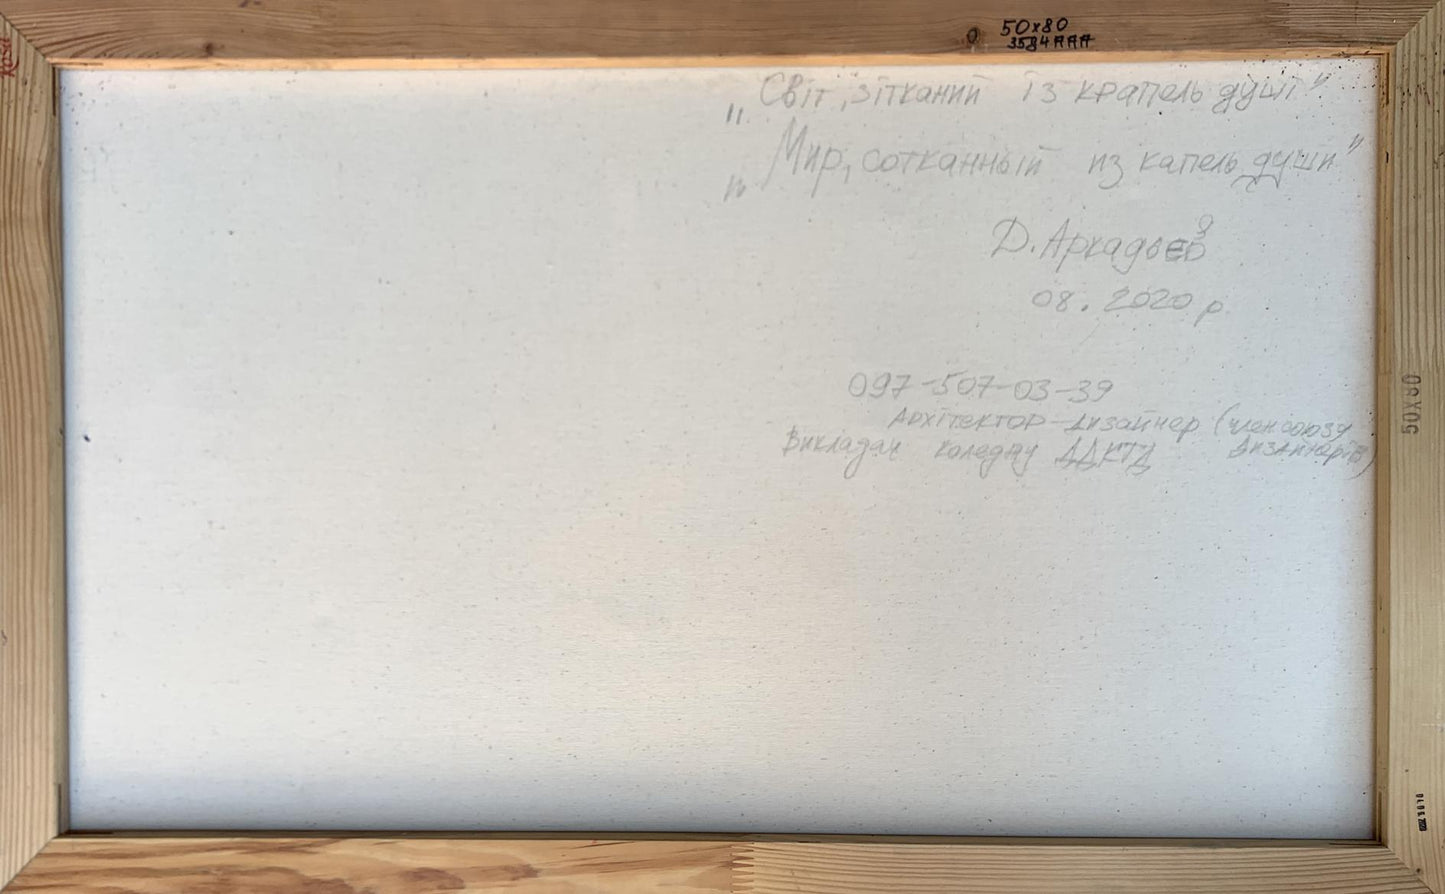 50x80
3584ААА
„Світ, зітканий із крапель душі"
„Мир, сотканный из капель души"
Д. Аркадьєв
08. 2020 р
097-507-03-39
Архітектор-дизайнер (член союзу
Викладач коледжу ДДКТД дизайнерів)
50X80